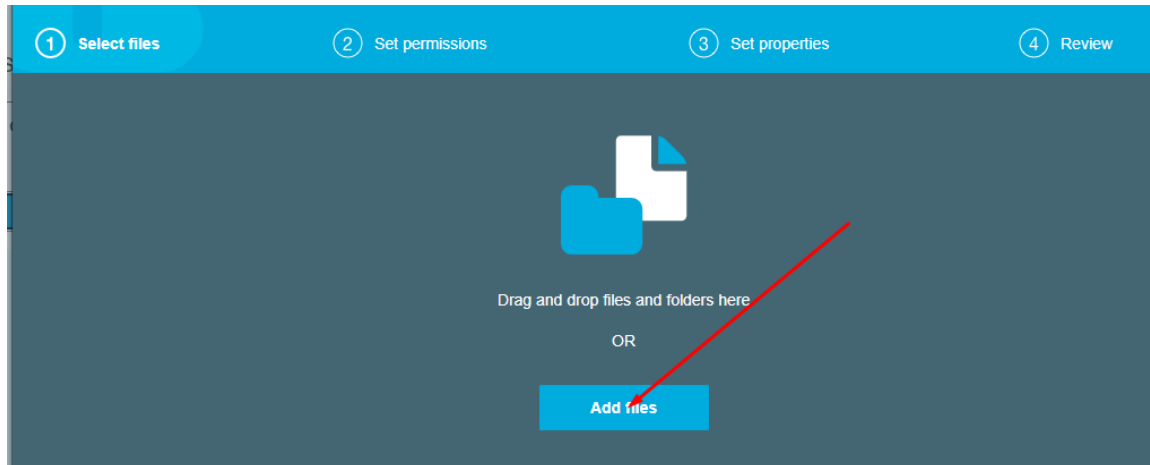 1 Select files
2 Set permissions
3 Set properties
4 Review
Drag and drop files and folders here
OR
Add files